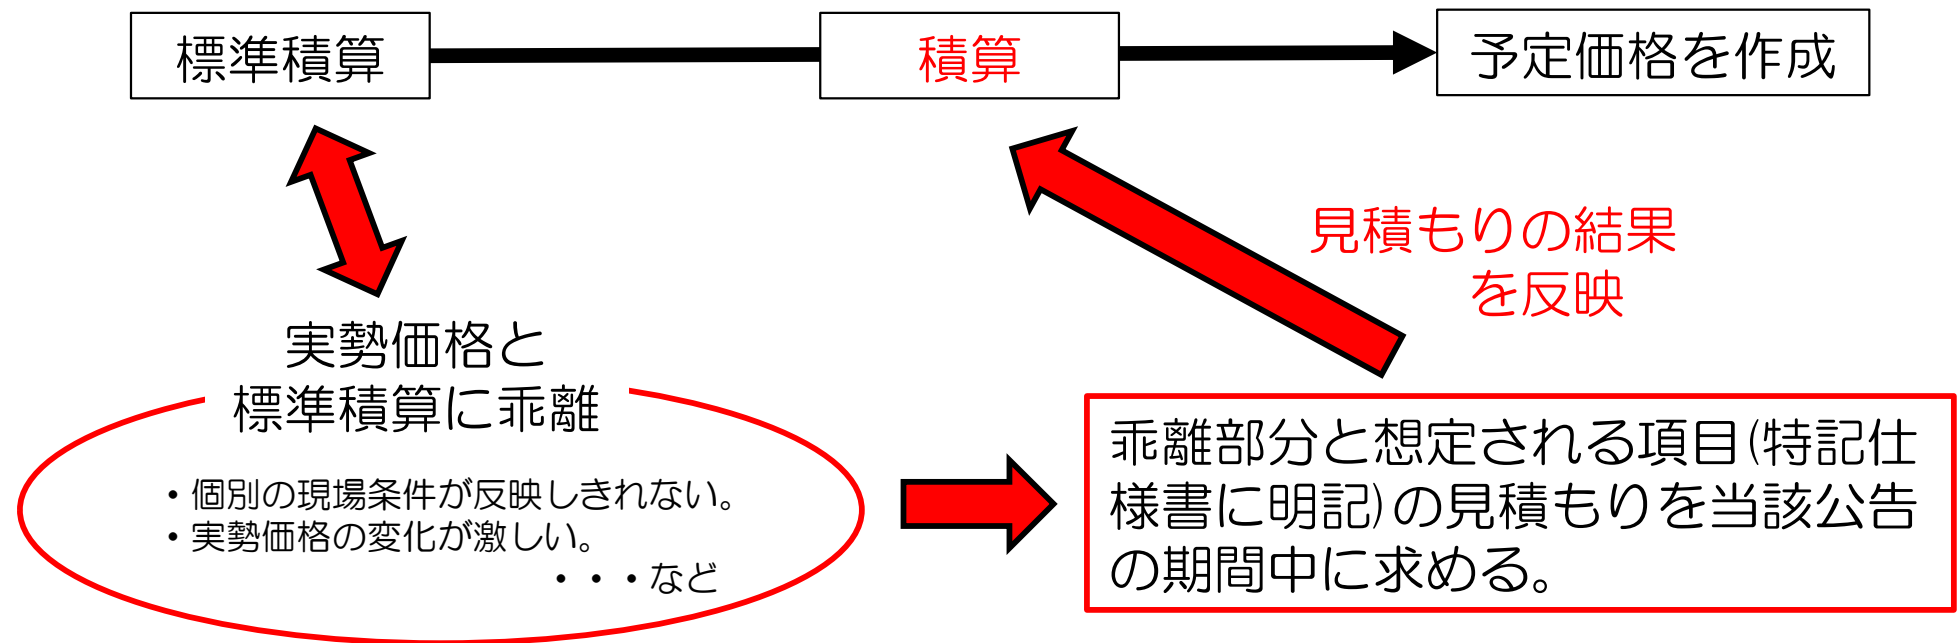 標準積算
積算
予定価格を作成
見積もりの結果
を反映
実勢価格と
標準積算に乖離
・個別の現場条件が反映しきれない。
・実勢価格の変化が激しい。
・・・など
乖離部分と想定される項目(特記仕
様書に明記)の見積もりを当該公告
の期間中に求める。